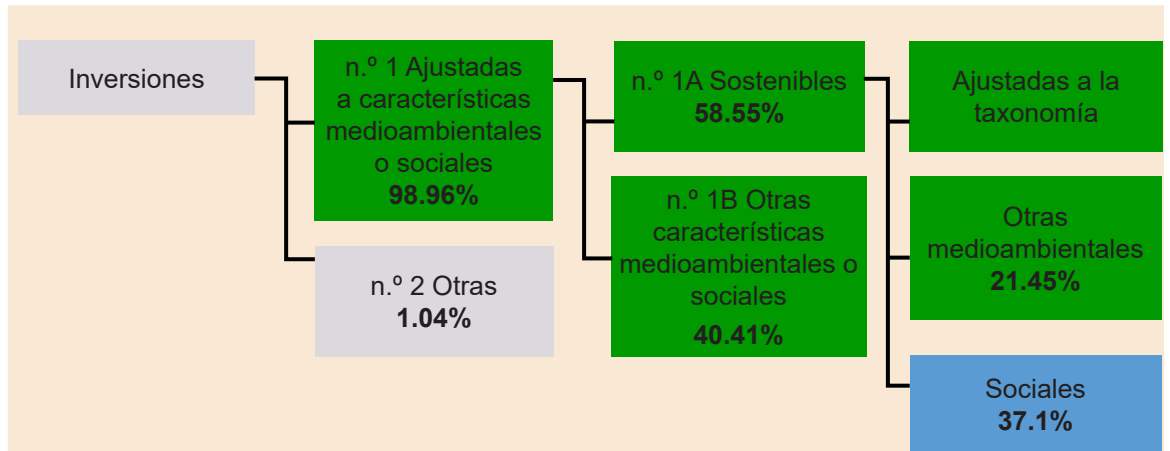 Inversiones
n.º 1 Ajustadas
a características
medioambientales
o sociales
98.96%
n.º 2 Otras
1.04%
n.º 1A Sostenibles
58.55%
n.º 1B Otras
características
medioambientales o
sociales
40.41%
Ajustadas a la
taxonomía
Otras
medioambientales
21.45%
Sociales
37.1%